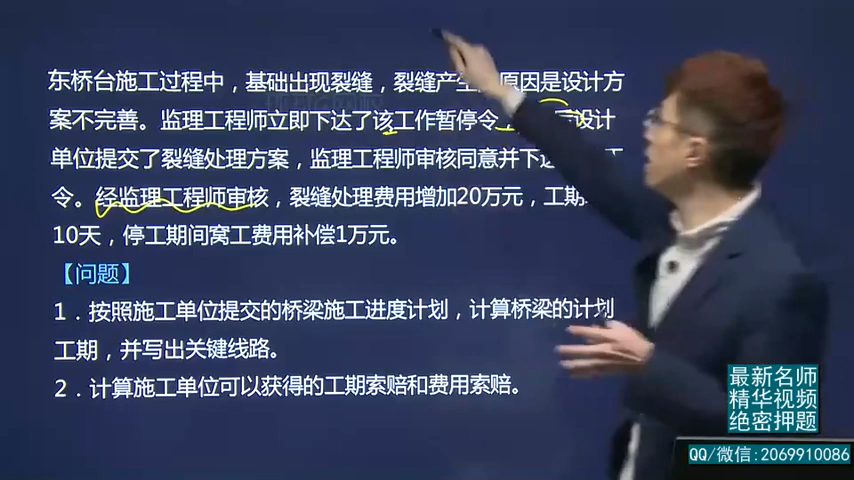 东桥台施工过程中，基础出现裂缝，裂缝产生 原因是设计方
案不完善。监理工程师立即下达了该工作暂停令 后设计
单位提交了裂缝处理方案，监理工程师审核同意并下达 工
令。经监理工程师审核，裂缝处理费用增加20万元，工期
10天，停工期间窝工费用补偿1万元。
【问题】
1．按照施工单位提交的桥梁施工进度计划，计算桥梁的计划
工期，并写出关键线路。
2．计算施工单位可以获得的工期索赔和费用索赔。
最新名师
精华视频
绝密押题
QQ/微信:2069910086